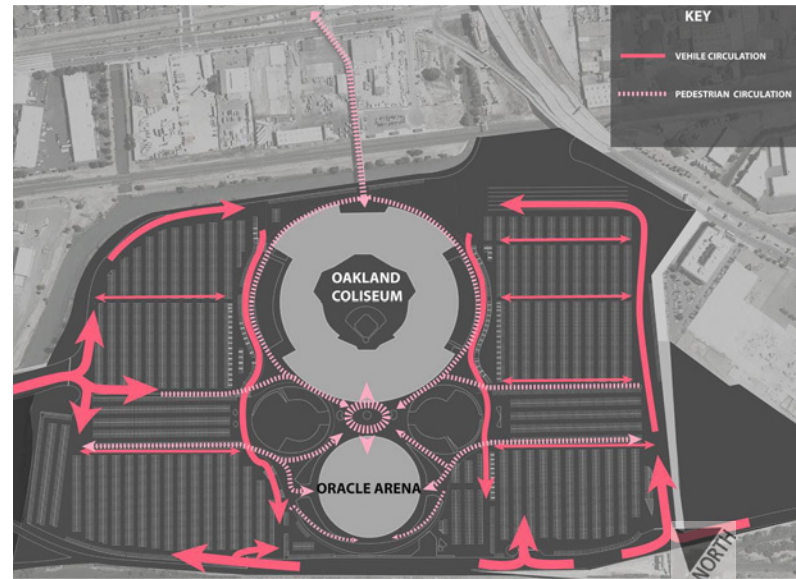 KEY
VEHILE CIRCULATION
PEDESTRIAN CIRCULATION
OAKLAND
COLISEUM
ORACLE ARENA
NORTH